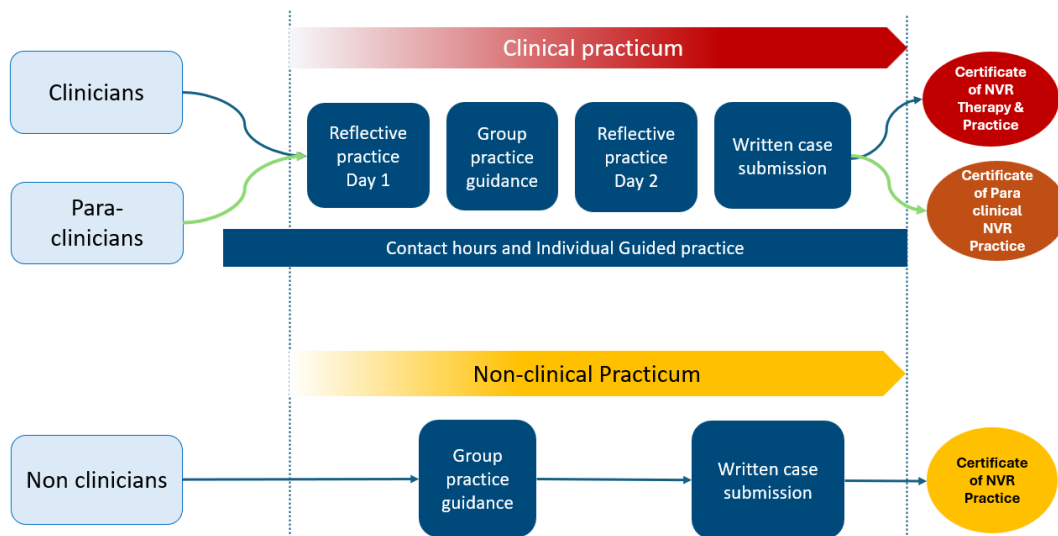 Clinical practicum
Clinicians
Para-
clinicians
Reflective
practice
Day 1
Group
practice
guidance
Reflective
practice
Day 2
Written case
submission
Certificate
of NVR
Therapy &
Practice
Certificate
of Para
clinical
NVR
Practice
Contact hours and Individual Guided practice
Non-clinical Practicum
Non clinicians
Group
practice
guidance
Written case
submission
Certificate
of NVR
Practice